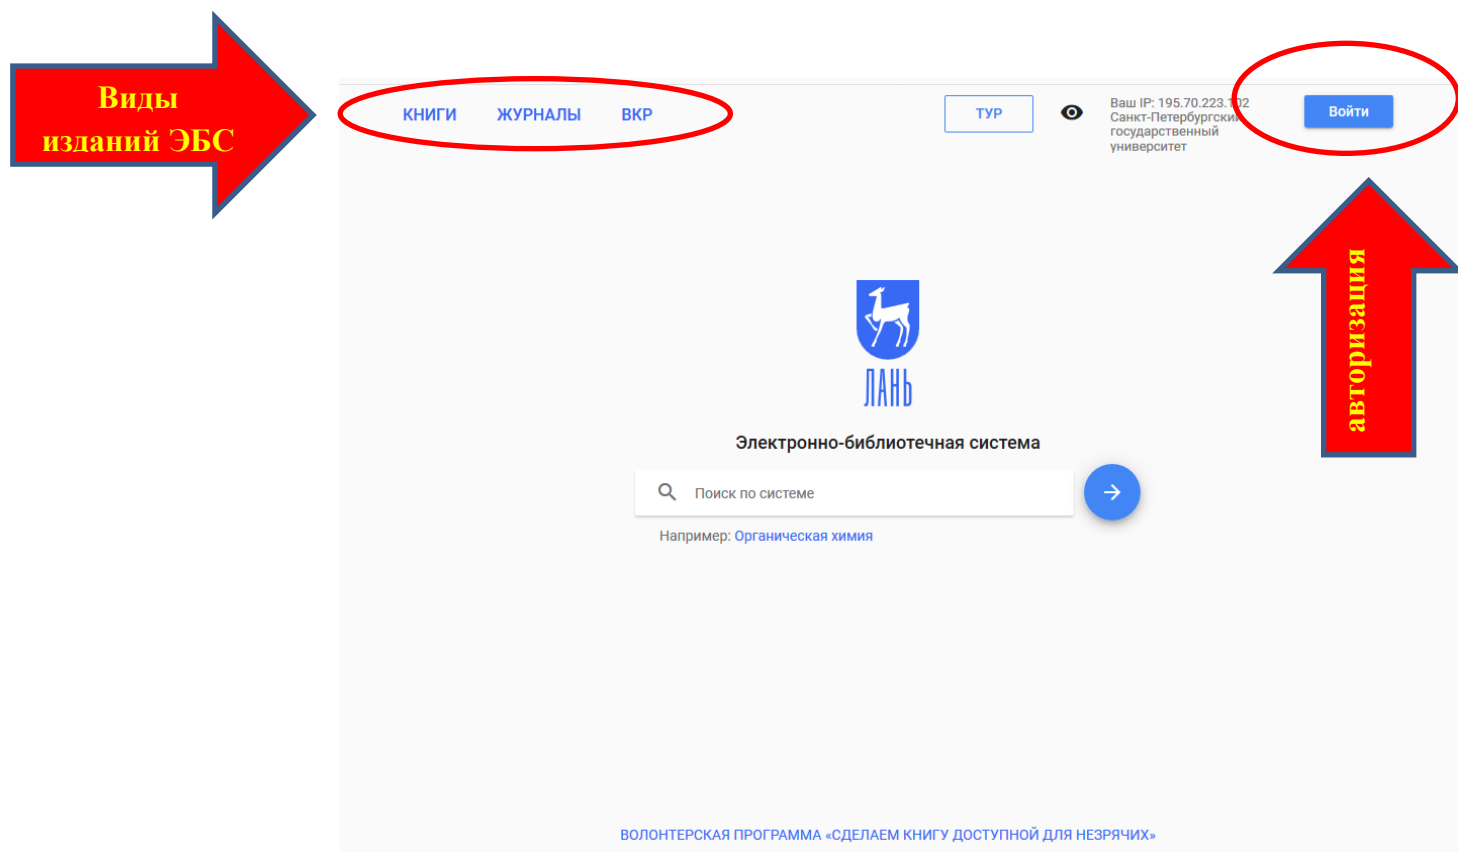 Виды
изданий ЭБС
КНИГИ ЖУРНАЛЫ ВКР
ТУР
Ваш IP: 195.70.223.102
Санкт-Петербургский
государственный
университет
Войти
авторизация
ЛАНЬ
Электронно-библиотечная система
Поиск по системе
Например: Органическая химия
ВОЛОНТЕРСКАЯ ПРОГРАММА «СДЕЛАЕМ КНИГУ ДОСТУПНОЙ ДЛЯ НЕЗРЯЧИХ»